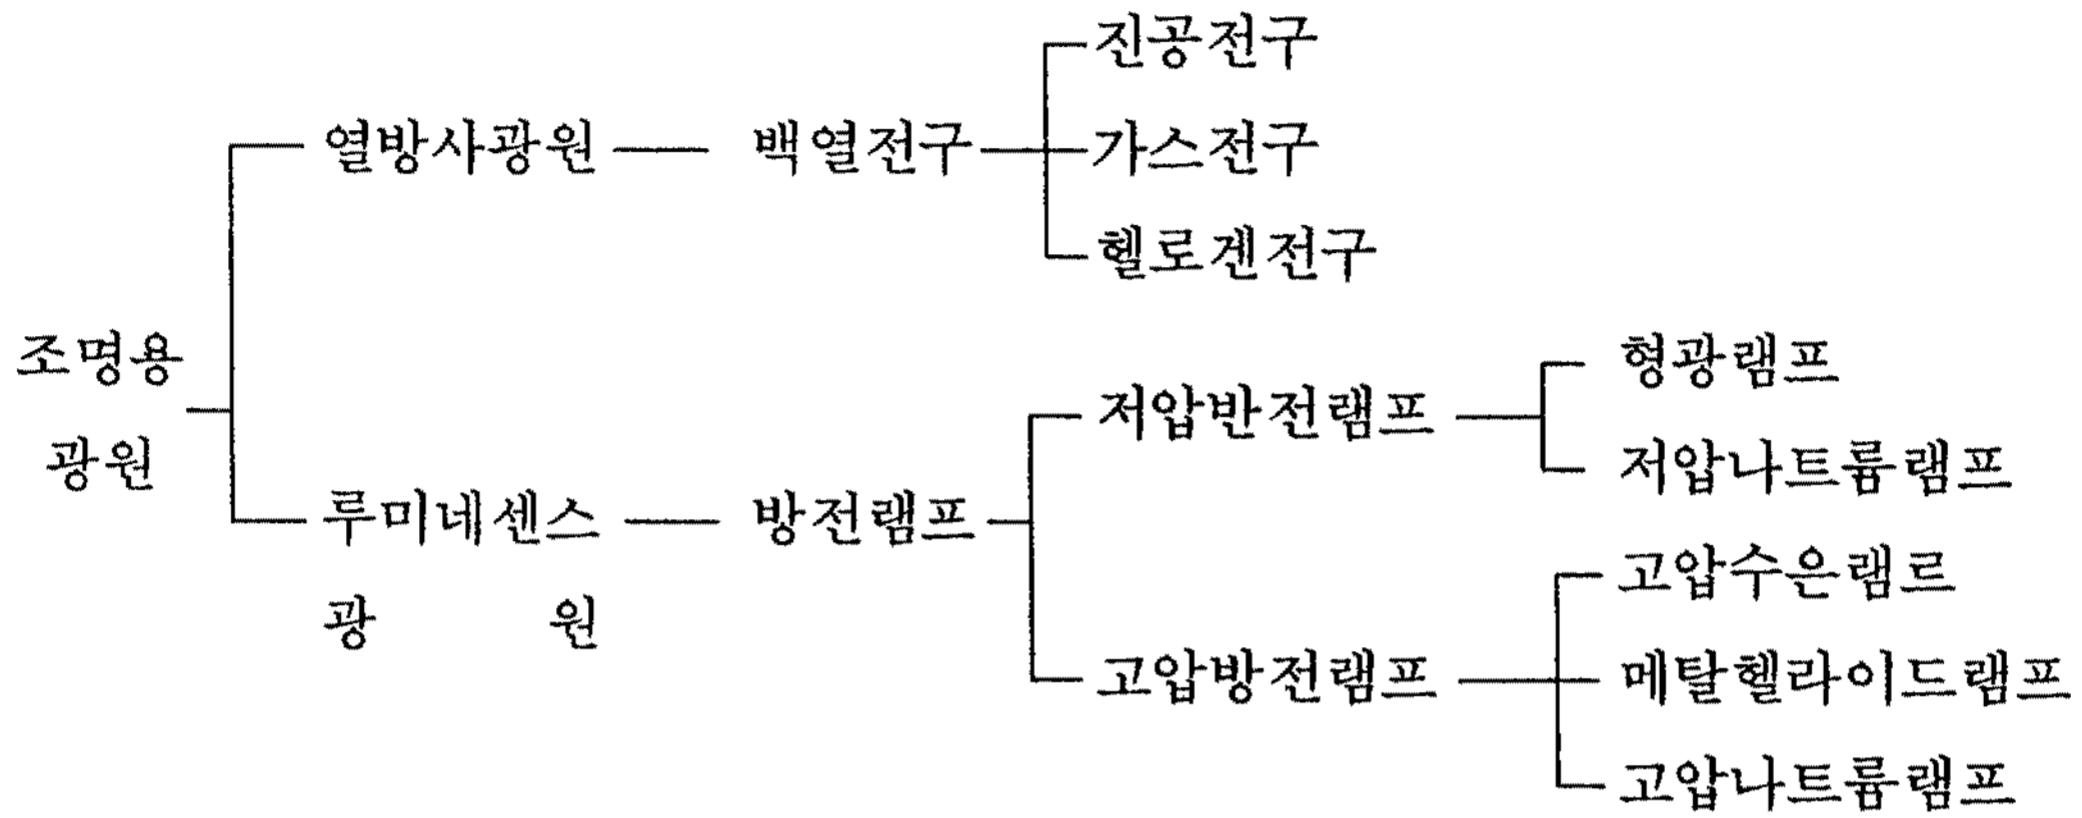 진공전구
열방사광원 백열전구 가스전구
헬로겐전구
조명용
광원
형광램프
저압반전램프
저압나트륨램프
루미네센스 방전램프
광 원
고압수은램르
고압방전램프 메탈헬라이드램프
고압나트륨램프